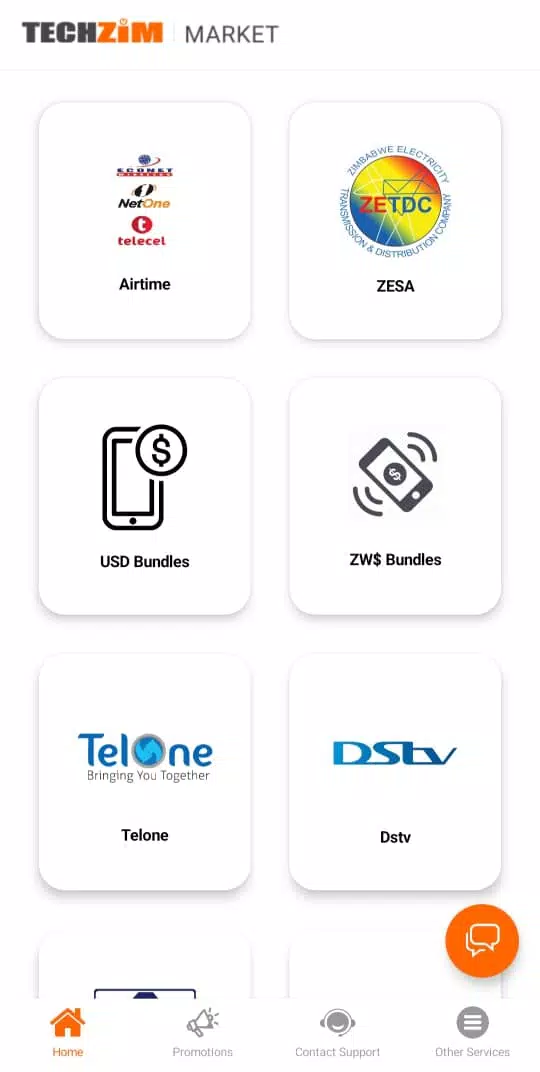 TECHZiM MARKET
ECONET
WIRELESS
NetOne
telecel
Airtime
ZIMBABWE ELECTRICITY
TRANSMISSION & DISTRIBUTION COMPANY
ZETDC
ZESA
$
USD Bundles
$
ZW$ Bundles
TelOne
Bringing You Together
Telone
DStv
Dstv
Home
Promotions
Contact Support
Other Services